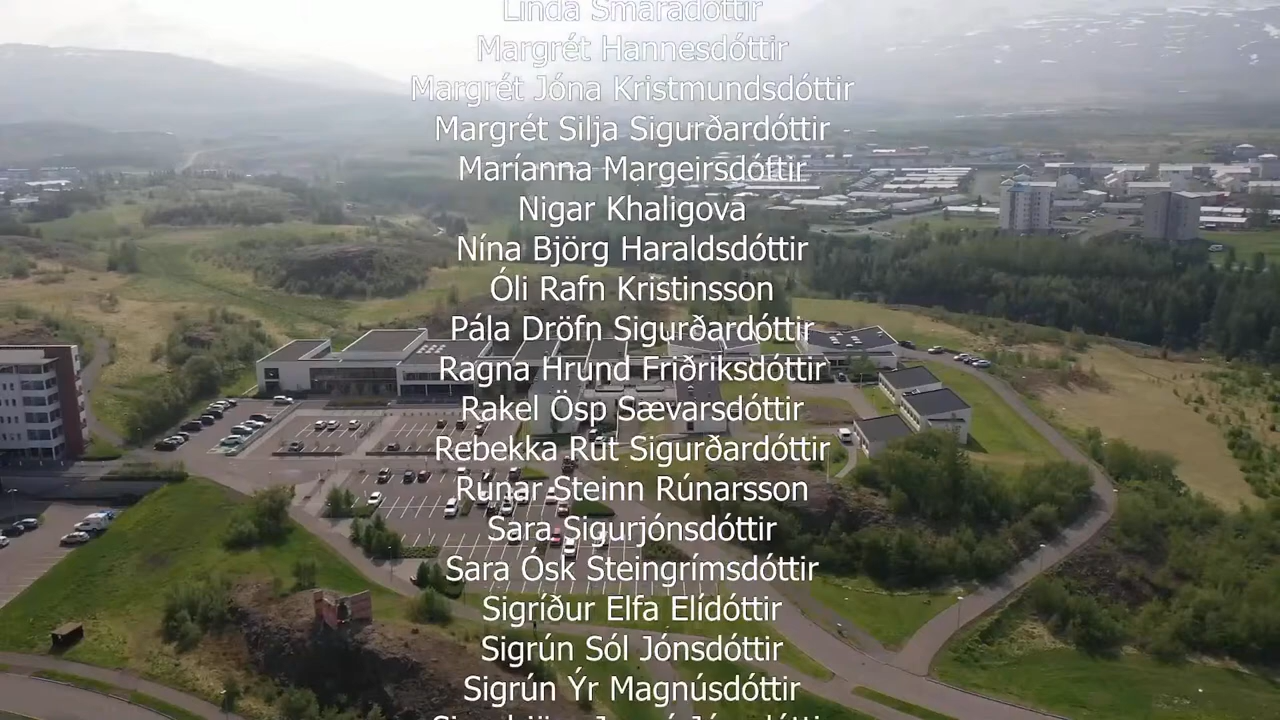 Linda Smáradóttir
Margrét Hannesdóttir
Margrét Jóna Kristmundsdóttir
Margrét Silja Sigurðardóttir
Maríanna Margeirsdóttir
Nigar Khaligova
Nína Björg Haraldsdóttir
Óli Rafn Kristinsson
Pála Dröfn Sigurðardóttir
Ragna Hrund Friðriksdóttir
Rakel Ösp Sævarsdóttir
Rebekka Rut Sigurðardóttir
Rúnar Steinn Rúnarsson
Sara Sigurjónsdóttir
Sara Ósk Steingrímsdóttir
Sigríður Elfa Elídóttir
Sigrún Sól Jónsdóttir
Sigrún Ýr Magnúsdóttir